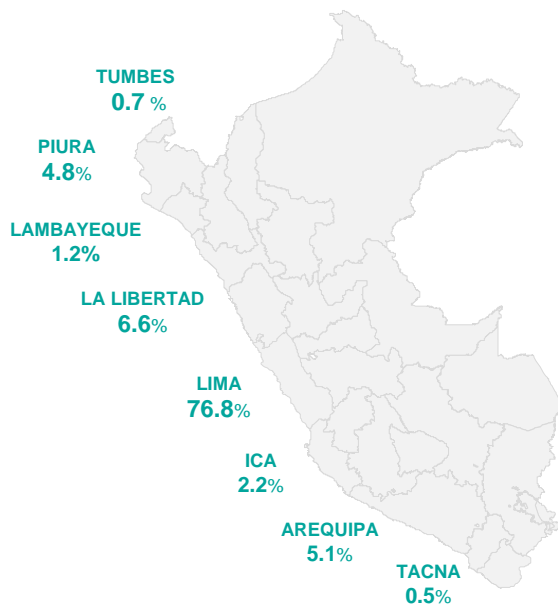 TUMBES
0.7 %
PIURA
4.8%
LAMBAYEQUE
1.2%
LA LIBERTAD
6.6%
LIMA
76.8%
ICA
2.2%
AREQUIPA
5.1%
TACNA
0.5%